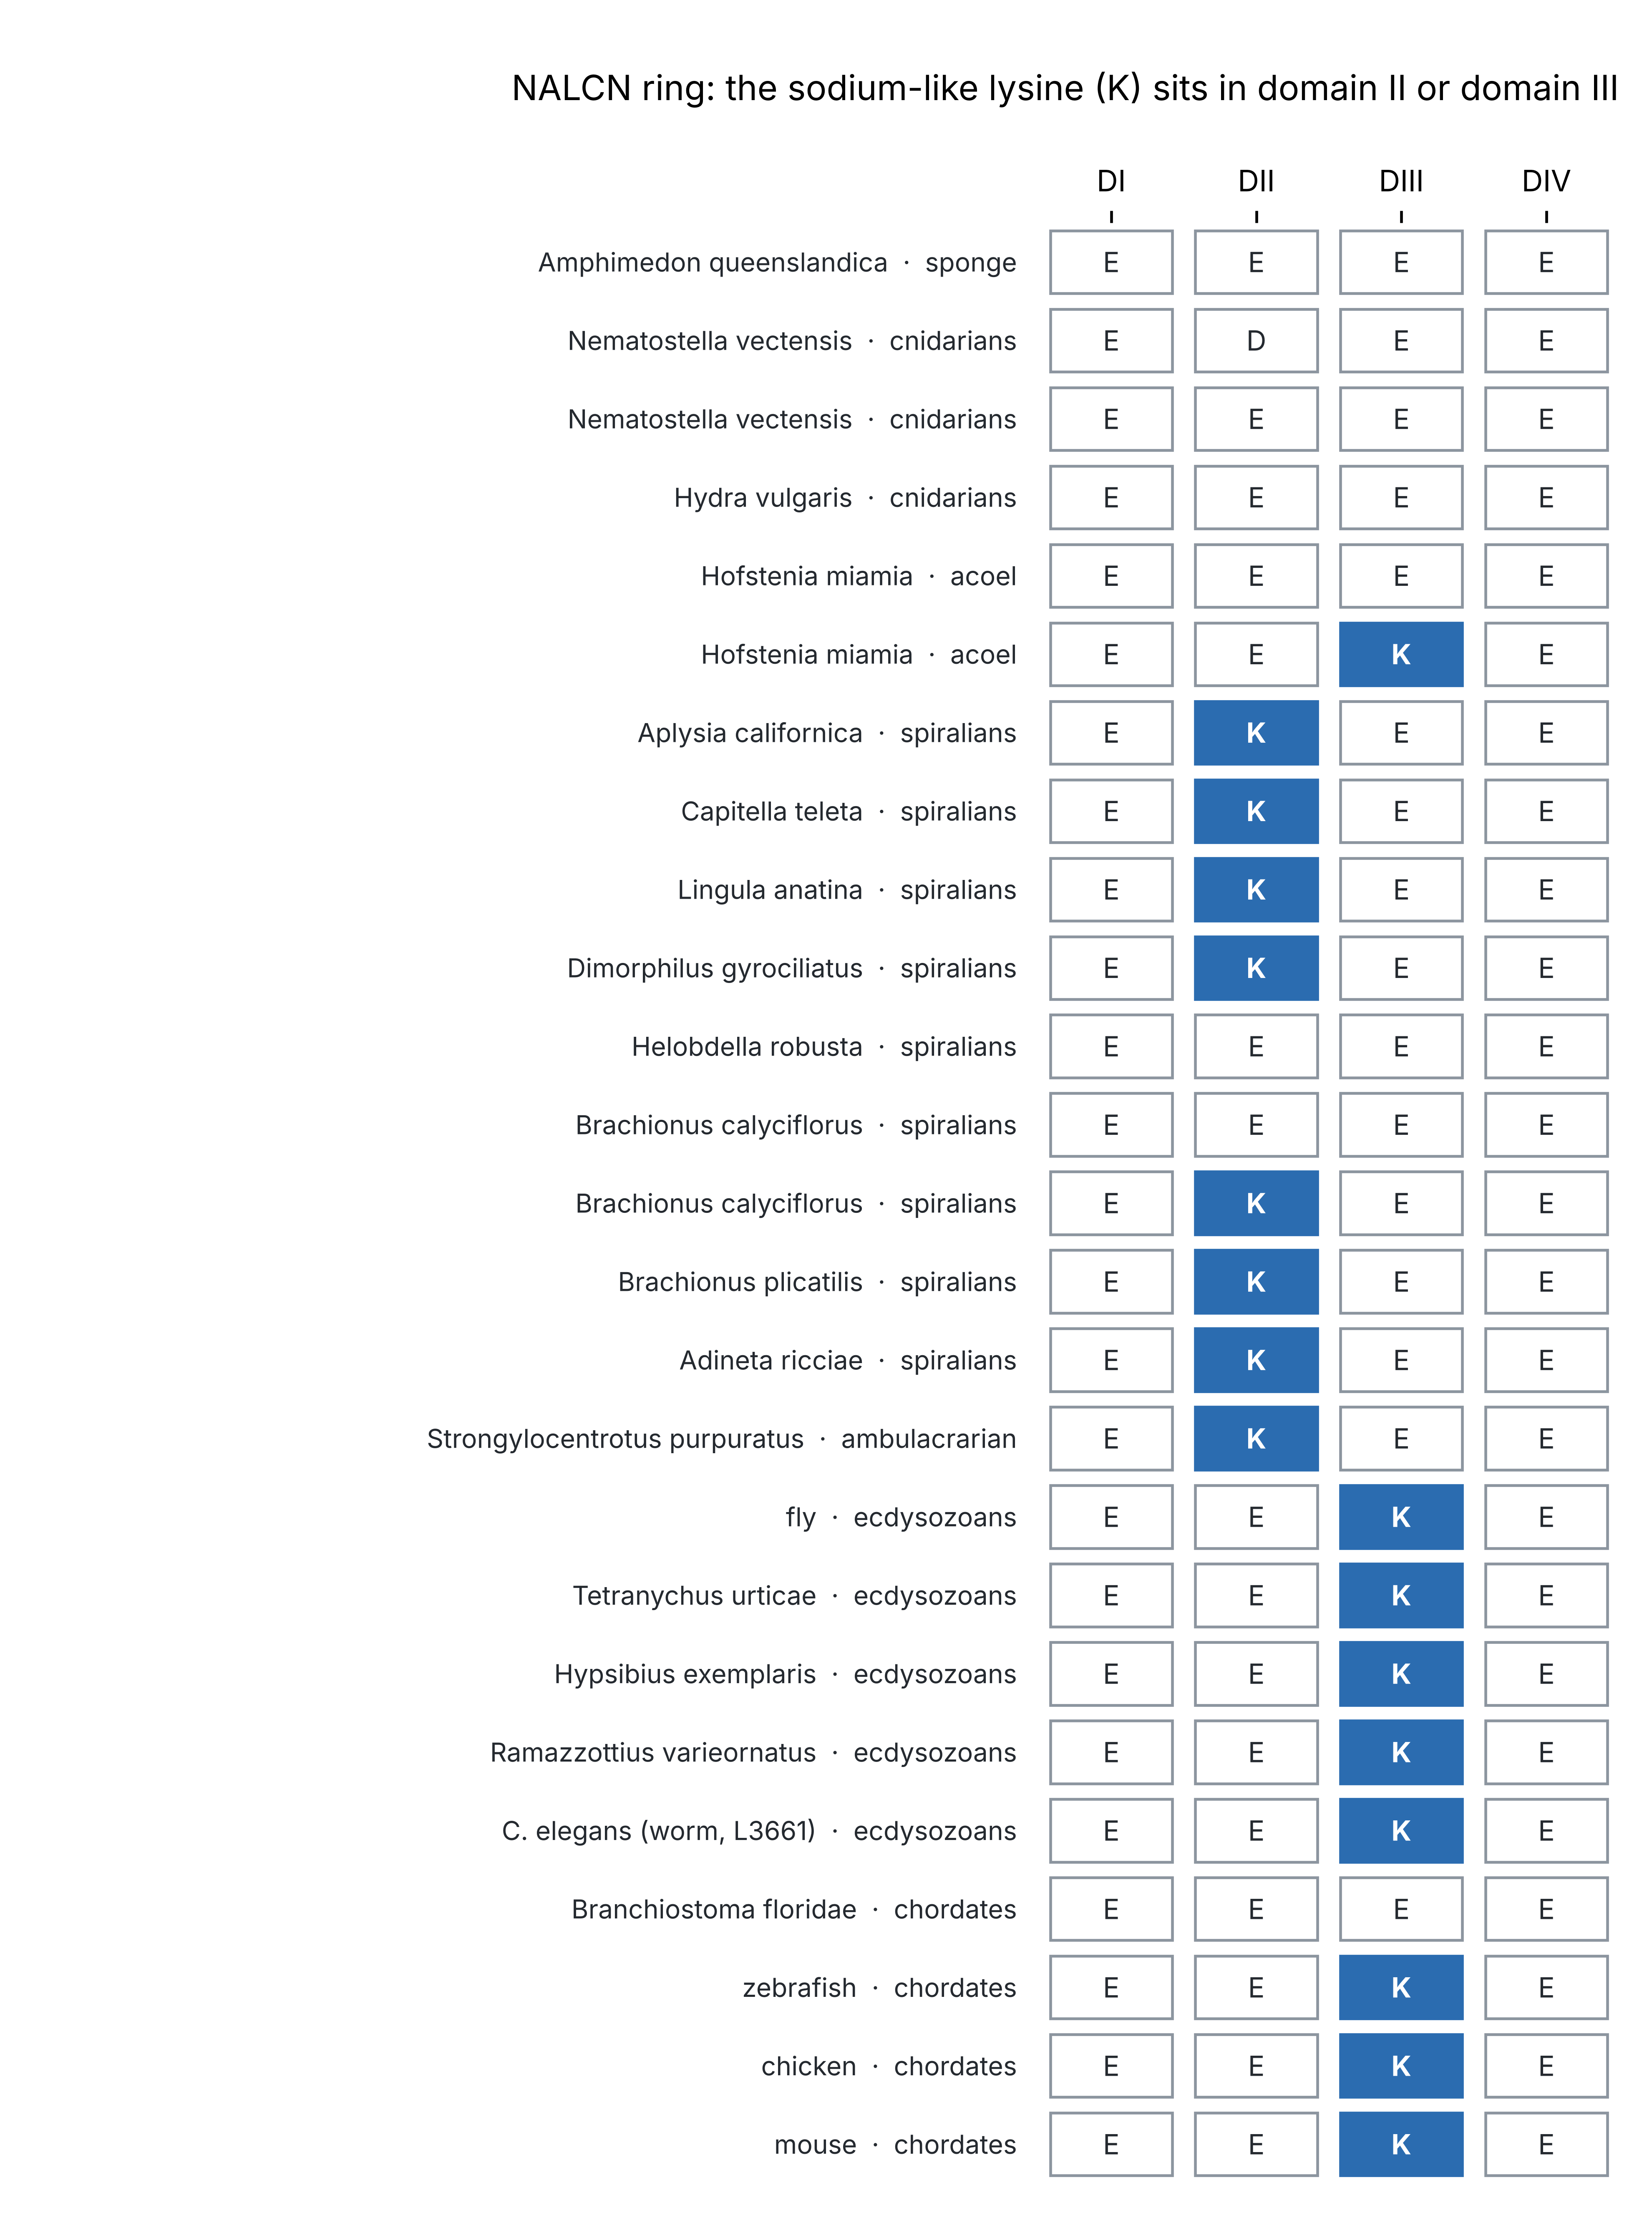 NALCN ring: the sodium-like lysine (K) sits in domain II or domain III
DI DII DIII DIV
Amphimedon queenslandica · sponge E E E E
Nematostella vectensis · cnidarians E D E E
Nematostella vectensis · cnidarians E E E E
Hydra vulgaris · cnidarians E E E E
Hofstenia miamia · acoel E E E E
Hofstenia miamia · acoel E E K E
Aplysia californica · spiralians E K E E
Capitella teleta · spiralians E K E E
Lingula anatina · spiralians E K E E
Dimorphilus gyrociliatus · spiralians E K E E
Helobdella robusta · spiralians E E E E
Brachionus calyciflorus · spiralians E E E E
Brachionus calyciflorus · spiralians E K E E
Brachionus plicatilis · spiralians E K E E
Adineta ricciae · spiralians E K E E
Strongylocentrotus purpuratus · ambulacrarian E K E E
fly · ecdysozoans E E K E
Tetranychus urticae · ecdysozoans E E K E
Hypsibius exemplaris · ecdysozoans E E K E
Ramazzottius varieornatus · ecdysozoans E E K E
C. elegans (worm, L3661) · ecdysozoans E E K E
Branchiostoma floridae · chordates E E E E
zebrafish · chordates E E K E
chicken · chordates E E K E
mouse · chordates E E K E